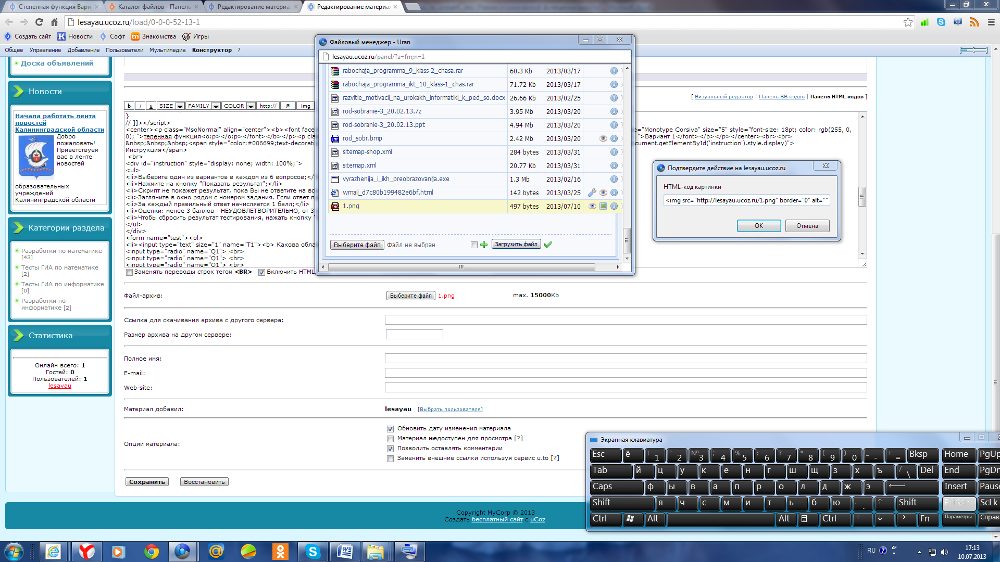 Степенная функция Вари
Каталог файлов - Панель
Редактирование материа
Редактирование материа
lesayau.ucoz.ru/load/0-0-0-52-13-1
Создать сайт
Новости
Софт
Знакомства
Игры
Общее Управление Добавление Пользователи Мультимедиа Конструктор ?
Доска объявлений
Новости
Начала работать лента
новостей
Калининградской области
Добро
пожаловать!
Приветствуем
вас в ленте
новостей
образовательных
учреждений
Калининградской области
Категории раздела
Разработки по математике
[43]
Тесты ГИА по математике
[2]
Тесты ГИА по информатике
[0]
Разработки по
информатике [2]
Статистика
Онлайн всего: 1
Гостей: 0
Пользователей: 1
lesayau
[ Визуальный редактор | Панель BB кодов | Панель HTML кодов ]
b i u SIZE FAMILY COLOR http:// @ img
}
// ]]></script>
<center><p class="MsoNormal" align="center"><b><font face
="Monotype Corsiva" size="5" style="font-size: 18pt; color: rgb(255, 0,
0); ">теленная функция<o:p></o:p></font></b></p><p cla
">Вариант 1</font></b></p></center><br><br>
&nbsp;&nbsp;&nbsp;<span style="color:#006699;text-decorati
cument.getElementById('instruction').style.display)">
Инструкция</span>
<br>
<div id="instruction" style="display: none; width: 100%;">
<ul>
<li>Выберите один из вариантов в каждом из 6 вопросов;</
<li>Нажмите на кнопку "Показать результат";</li>
<li>Скрипт не покажет результат, пока Вы не ответите на вс
<li>Загляните в окно рядом с номером задания. Если ответ п
<li>За каждый правильный ответ начисляется 1 балл;</li>
<li>Оценки: менее 3 баллов - НЕУДОВЛЕТВОРИТЕЛЬНО, от 3
<li>Чтобы сбросить результат тестирования, нажать кнопку "
</ul>
</div>
<form name="test"><ol>
<li><input type="text" size="1" name="T1"><b> Какова обла
<input type="radio" name="Q1"> <br>
<input type="radio" name="Q1"> <br>
<input type="radio" name="Q1"> <br>
Заменять переводы строк тегом <BR>
Включить HTML
Файловый менеджер - Uran
lesayau.ucoz.ru/panel/?a=fm;n=1
rabochaja_programma_9_klass-2_chasa.rar 60.3 Kb 2013/03/17
rabochaja_programma_ikt_10_klass-1_chas.rar 71.72 Kb 2013/03/17
razvitie_motivacii_na_urokakh_informatiki_k_ped_so.docx 26.66 Kb 2013/02/25
rod-sobranie-3_20.02.13.7z 3.95 Mb 2013/03/20
rod-sobranie-3_20.02.13.ppt 4.94 Mb 2013/03/20
rod_sobr.bmp 2.42 Mb 2013/03/20
sitemap-shop.xml 284 bytes 2013/03/31
sitemap.xml 20.77 Kb 2013/03/31
vyrazhenija_i_ikh_preobrazovanija.exe 1.3 Mb 2013/02/16
wmail_d7c80b199482e6bf.html 142 bytes 2013/03/25
1.png 497 bytes 2013/07/10
Выберите файл Файл не выбран
Загрузить файл
Подтвердите действие на lesayau.ucoz.ru
HTML-код картинки
<img src="http://lesayau.ucoz.ru/1.png" border="0" alt=""
OK
Отмена
Файл-архив:
Выберите файл 1.png
max. 15000Kb
Ссылка для скачивания архива с другого сервера:
Размер архива на другом сервере:
Полное имя:
E-mail:
Web-site:
Материал добавил:
lesayau [Выбрать пользователя]
Опции материала:
Обновить дату изменения материала
Материал недоступен для просмотра [?]
Позволить оставлять комментарии
Заменить внешние ссылки используя сервис u.to [?]
Сохранить
Восстановить
Copyright MyCorp © 2013
Создать бесплатный сайт с uCoz
Экранная клавиатура
Esc ё ! 1 " 2 № 3 ; 4 % 5 : 6 ? 7 * 8 ( 9 ) 0 _ - + = Bksp Home PgUp
Tab й ц у к е н г ш щ з х ъ / \ Del End PgDn
Caps ф ы в а п р о л д ж э Insert Pause
Shift я ч с м и т ь б ю , . ↑ Shift PrtScn ScLk
Ctrl Alt Alt Ctrl ← ↓ → Fn Параметры Справ
RU
17:13
10.07.2013